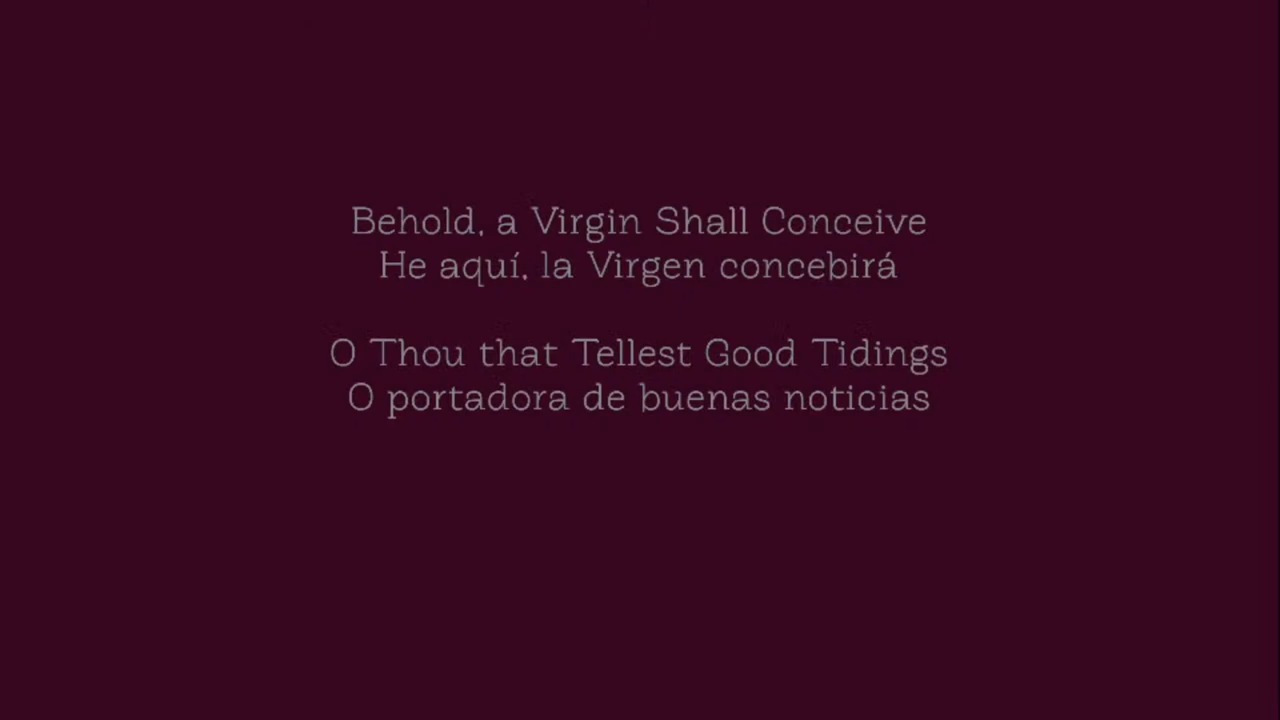 Behold, a Virgin Shall Conceive
He aquí, la Virgen concebirá
O Thou that Tellest Good Tidings
O portadora de buenas noticias